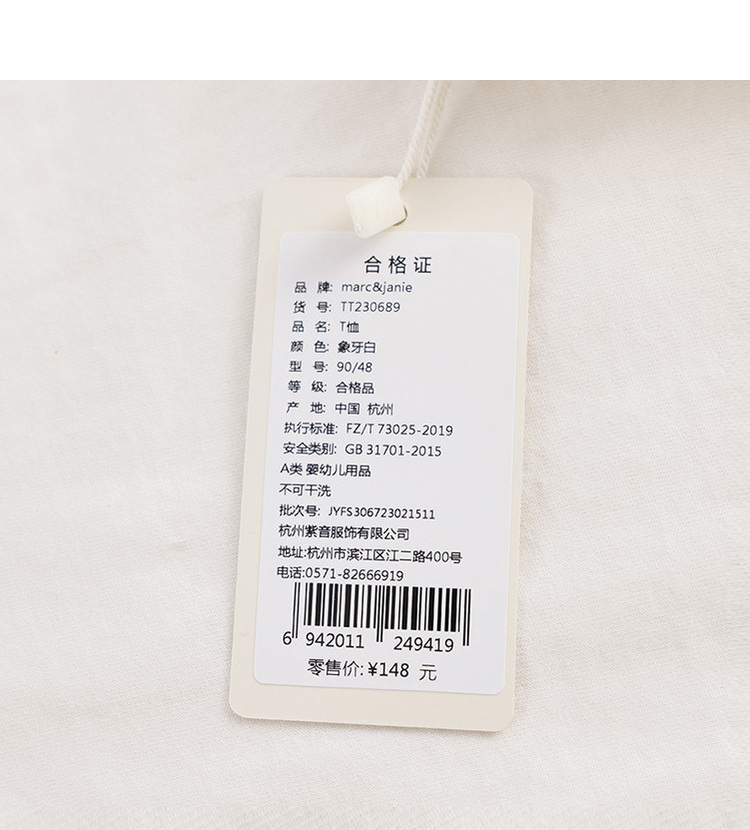 合格证
品 牌: marc&janie
货 号: TT230689
品 名: T恤
颜 色: 象牙白
型 号: 90/48
等 级: 合格品
产 地: 中国 杭州
执行标准: FZ/T 73025-2019
安全类别: GB 31701-2015
A类 婴幼儿用品
不可干洗
批次号: JYFS306723021511
杭州紫音服饰有限公司
地址:杭州市滨江区江二路400号
电话:0571-82666919
6 942011 249419
零售价: ¥148 元